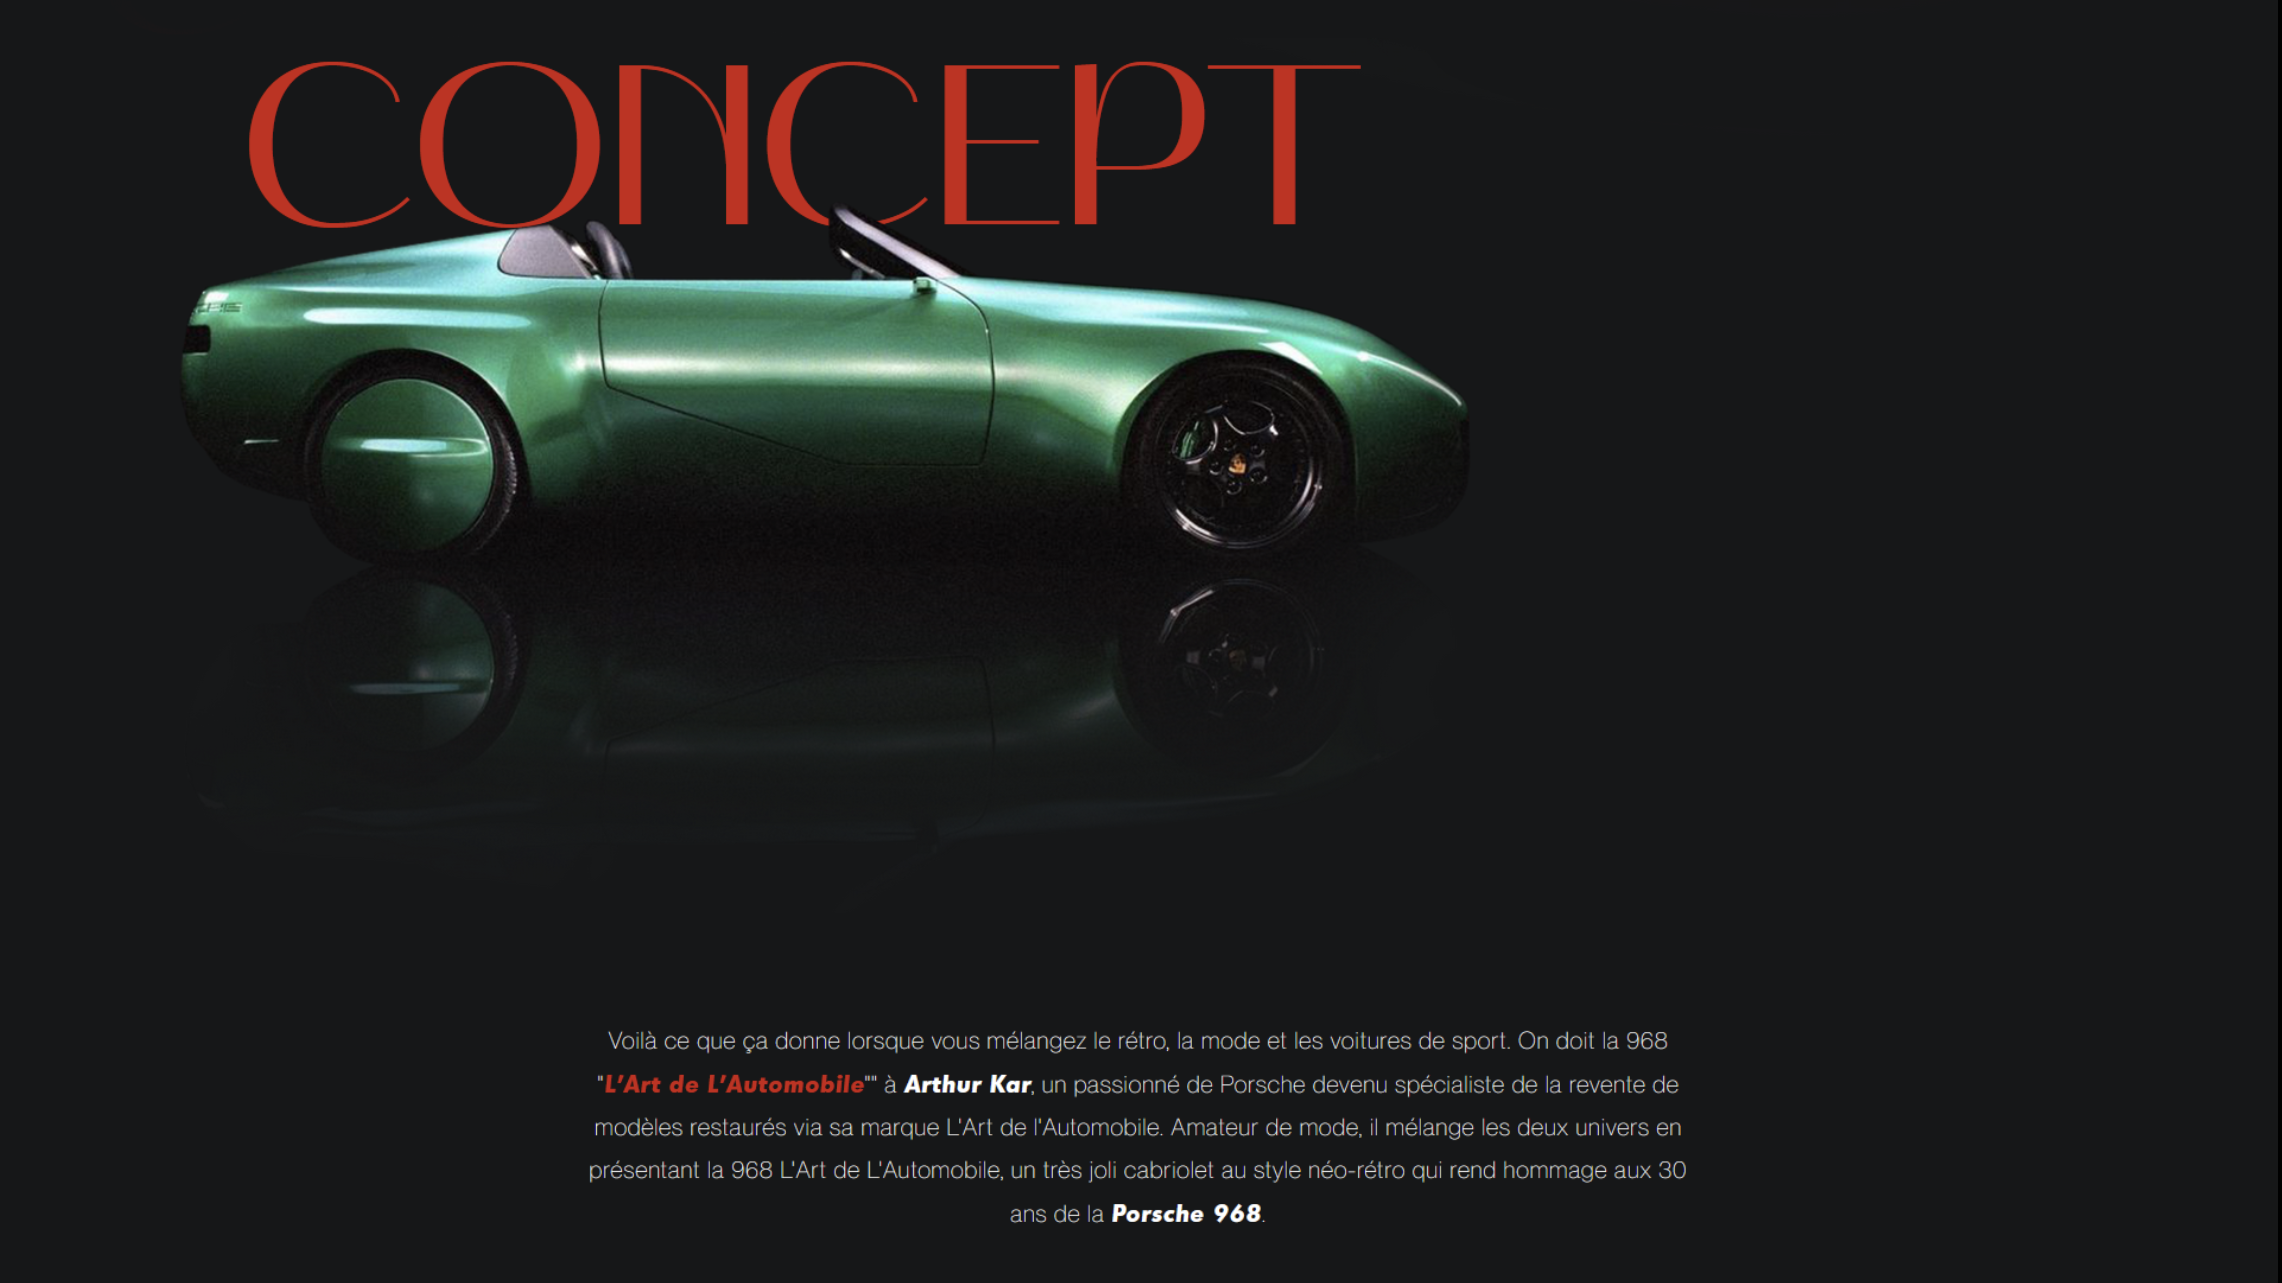 CONCEPT
Voilà ce que ça donne lorsque vous mélangez le rétro, la mode et les voitures de sport. On doit la 968
"L'Art de L'Automobile"" à Arthur Kar, un passionné de Porsche devenu spécialiste de la revente de
modèles restaurés via sa marque L'Art de l'Automobile. Amateur de mode, il mélange les deux univers en
présentant la 968 L'Art de L'Automobile, un très joli cabriolet au style néo-rétro qui rend hommage aux 30
ans de la Porsche 968.